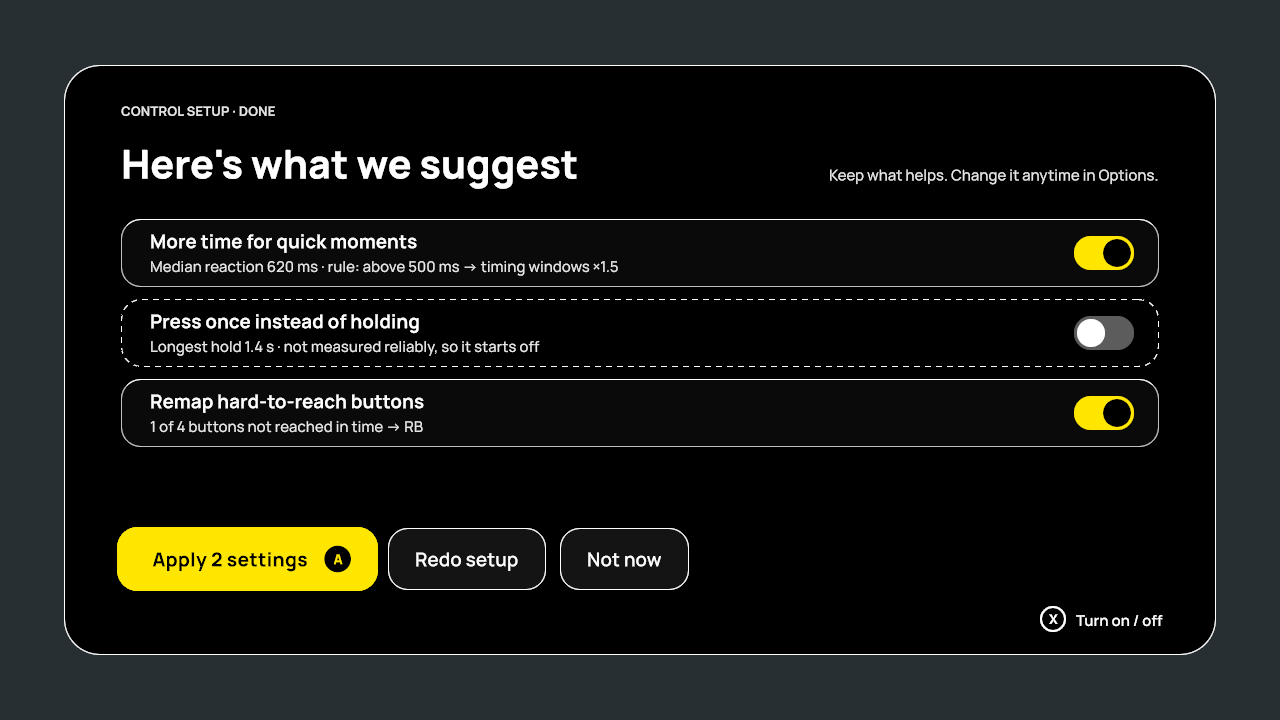 CONTROL SETUP · DONE
Here's what we suggest
Keep what helps. Change it anytime in Options.
More time for quick moments
Median reaction 620 ms · rule: above 500 ms → timing windows ×1.5
Press once instead of holding
Longest hold 1.4 s · not measured reliably, so it starts off
Remap hard-to-reach buttons
1 of 4 buttons not reached in time → RB
Apply 2 settings A
Redo setup
Not now
X Turn on / off